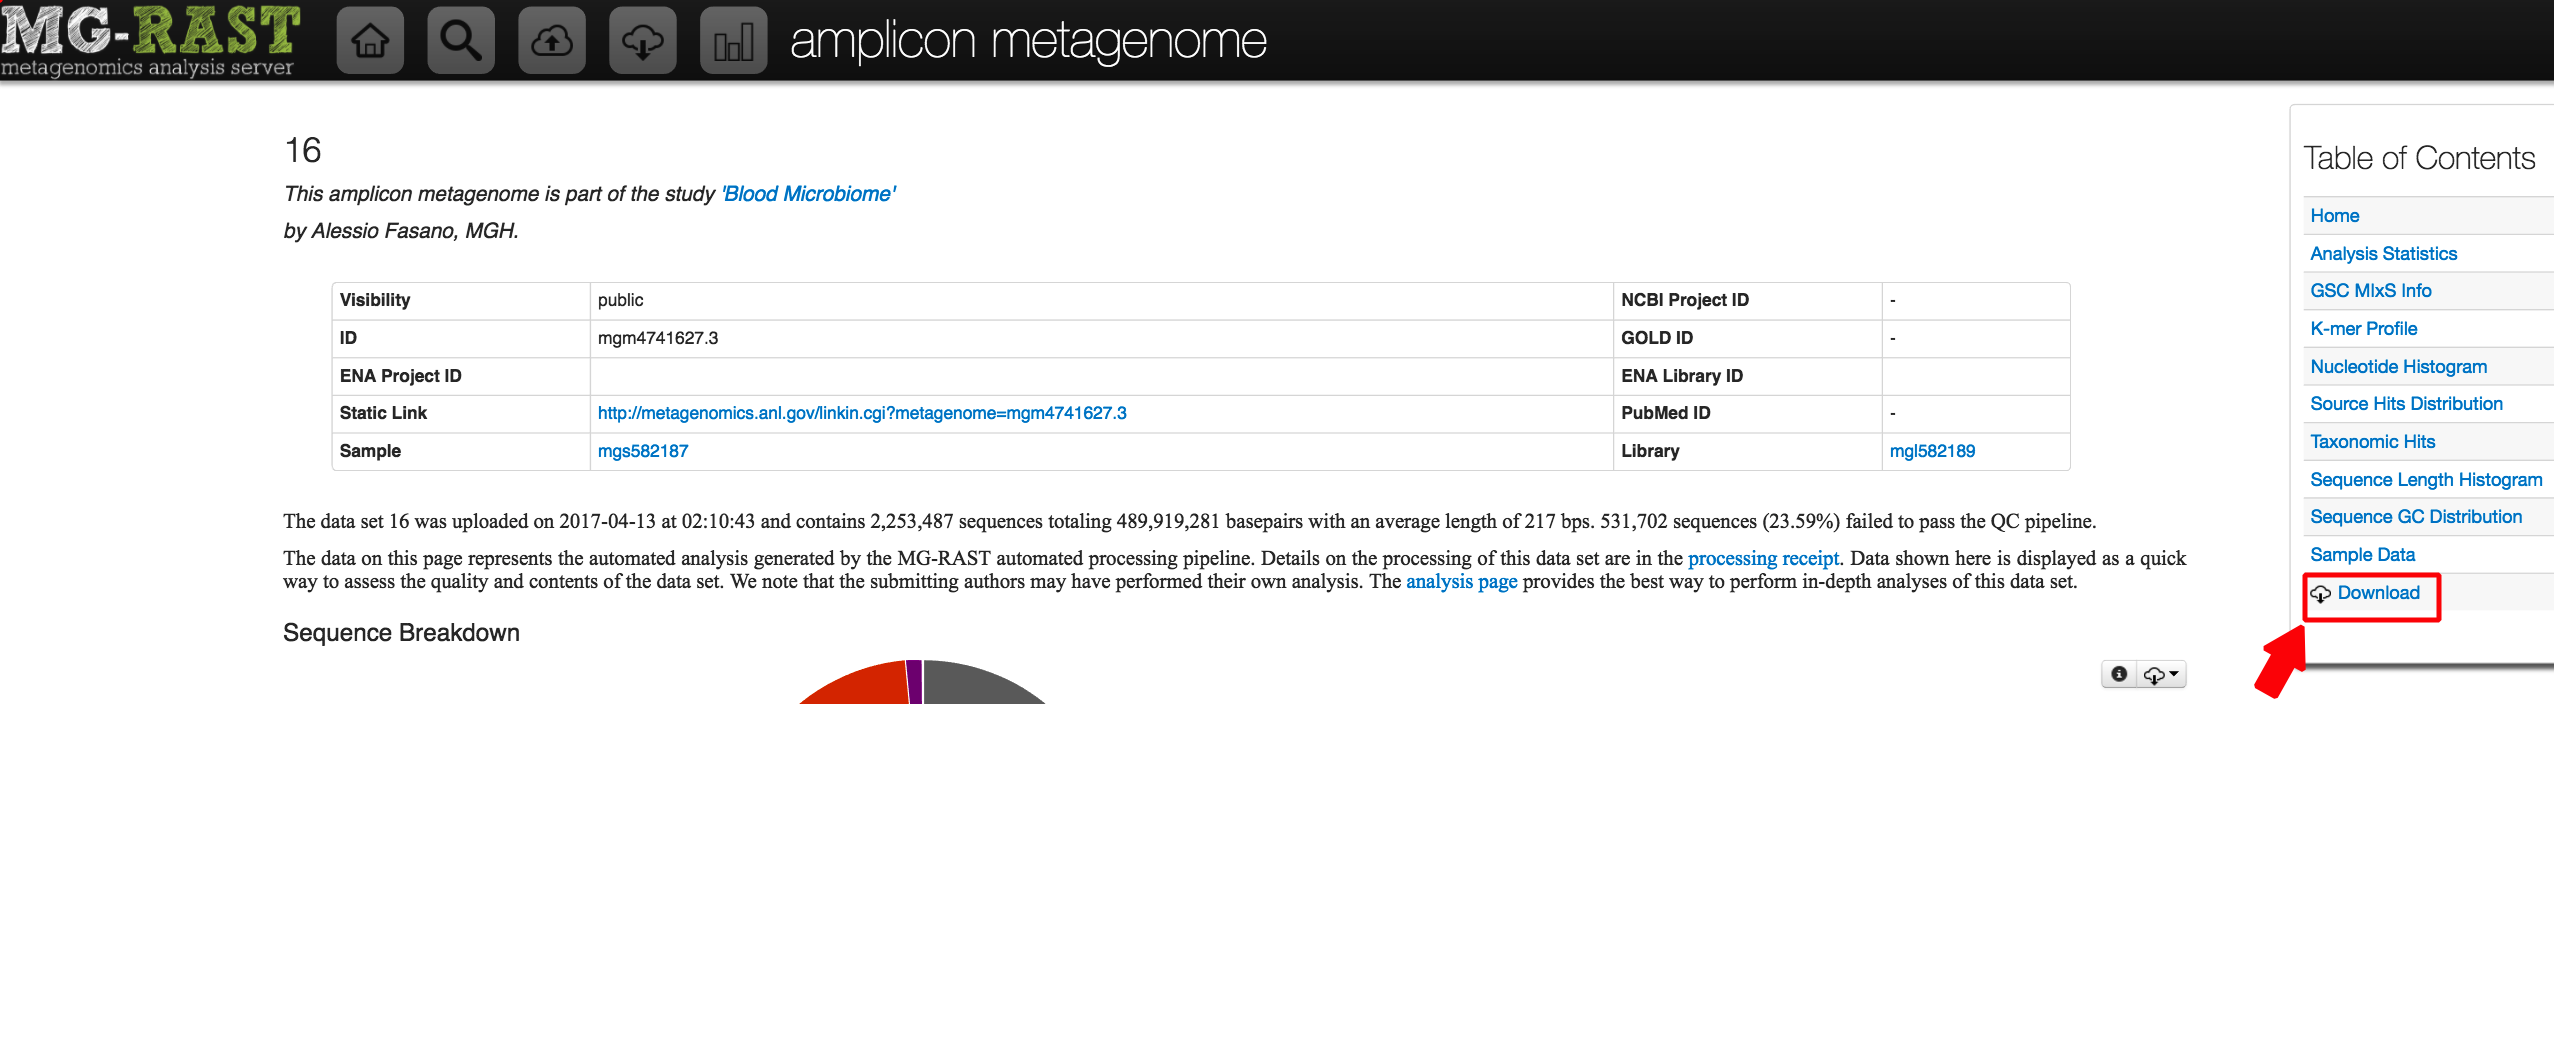 MG-RAST
metagenomics analysis server
amplicon metagenome
16
This amplicon metagenome is part of the study 'Blood Microbiome'
by Alessio Fasano, MGH.
Visibility public NCBI Project ID -
ID mgm4741627.3 GOLD ID -
ENA Project ID ENA Library ID
Static Link http://metagenomics.anl.gov/linkin.cgi?metagenome=mgm4741627.3 PubMed ID -
Sample mgs582187 Library mgl582189
The data set 16 was uploaded on 2017-04-13 at 02:10:43 and contains 2,253,487 sequences totaling 489,919,281 basepairs with an average length of 217 bps. 531,702 sequences (23.59%) failed to pass the QC pipeline.
The data on this page represents the automated analysis generated by the MG-RAST automated processing pipeline. Details on the processing of this data set are in the processing receipt. Data shown here is displayed as a quick
way to assess the quality and contents of the data set. We note that the submitting authors may have performed their own analysis. The analysis page provides the best way to perform in-depth analyses of this data set.
Sequence Breakdown
Table of Contents
Home
Analysis Statistics
GSC MIxS Info
K-mer Profile
Nucleotide Histogram
Source Hits Distribution
Taxonomic Hits
Sequence Length Histogram
Sequence GC Distribution
Sample Data
Download